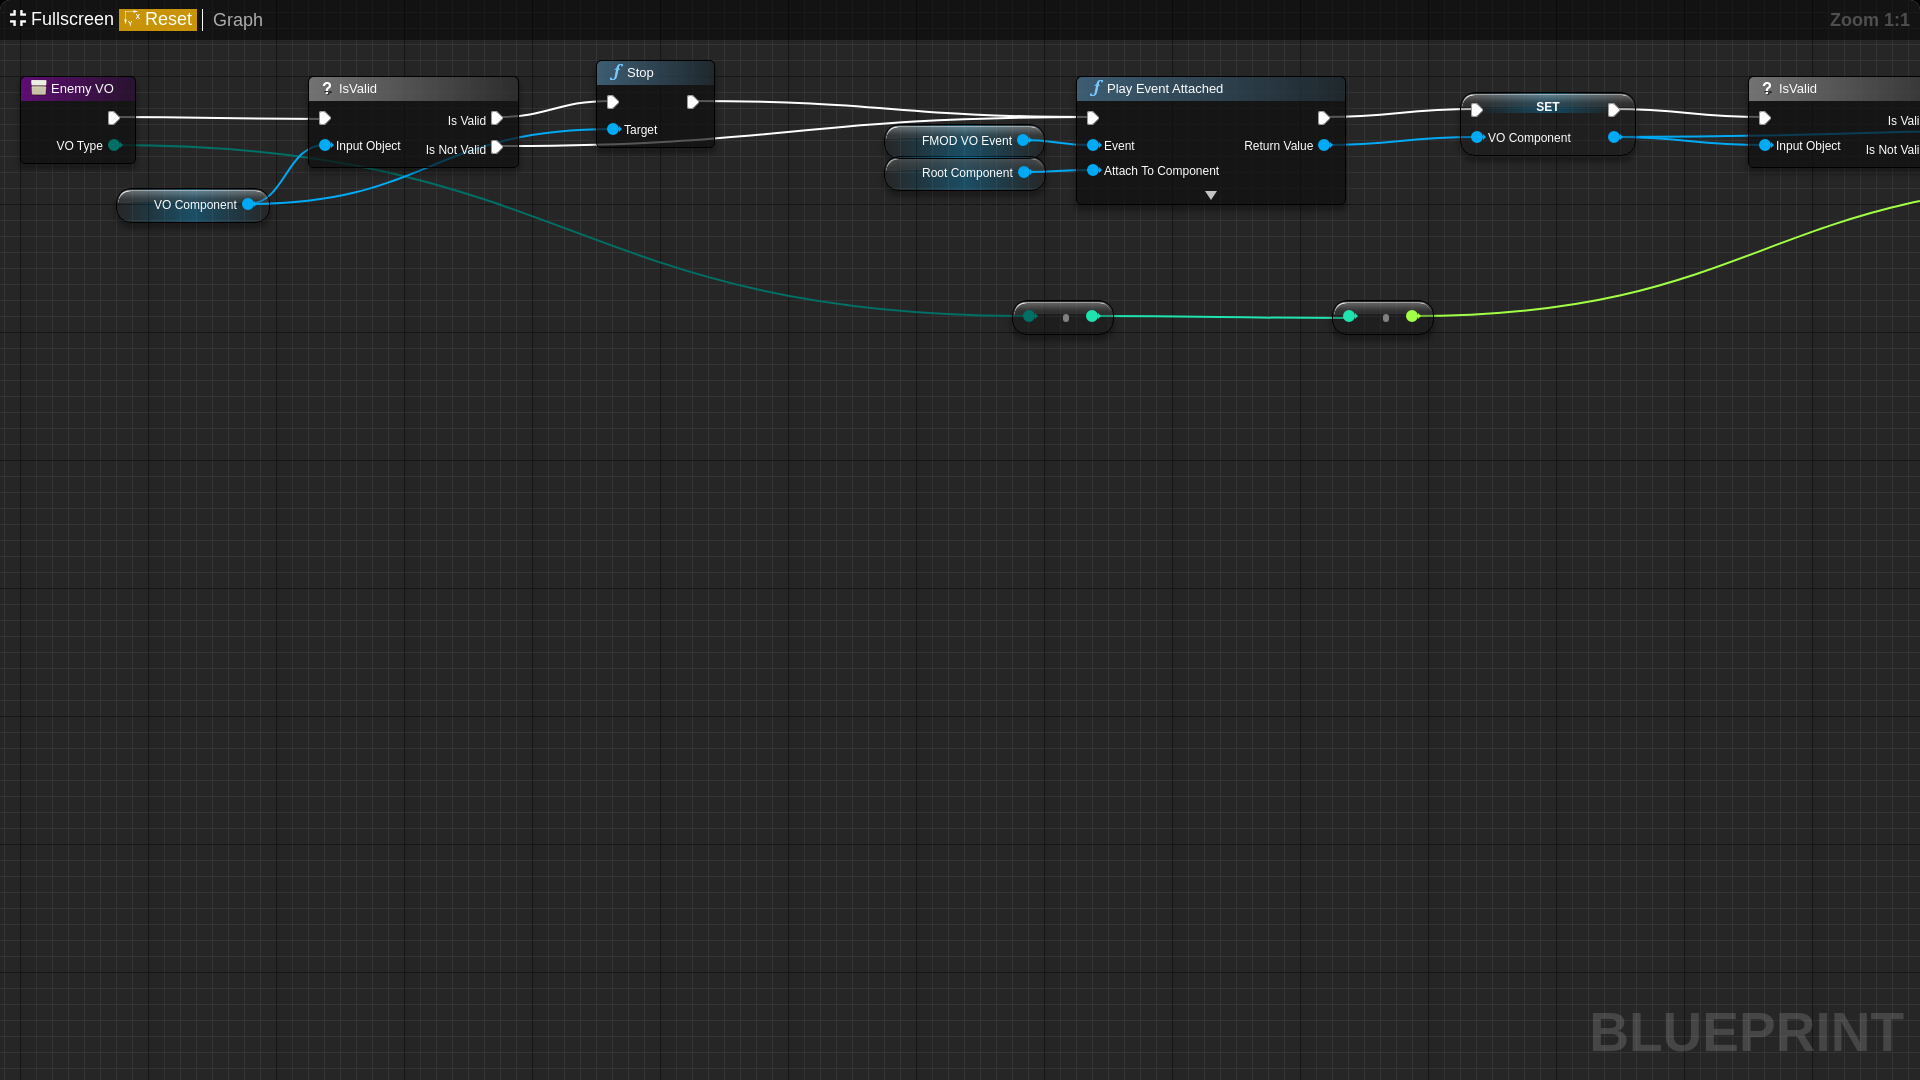 Fullscreen Reset Graph
Zoom 1:1
Enemy VO
VO Type
VO Component
? IsValid
Input Object
Is Valid
Is Not Valid
f Stop
Target
FMOD VO Event
Root Component
f Play Event Attached
Event
Attach To Component
Return Value
SET
VO Component
? IsValid
Input Object
Is Vali
Is Not Vali
BLUEPRINT